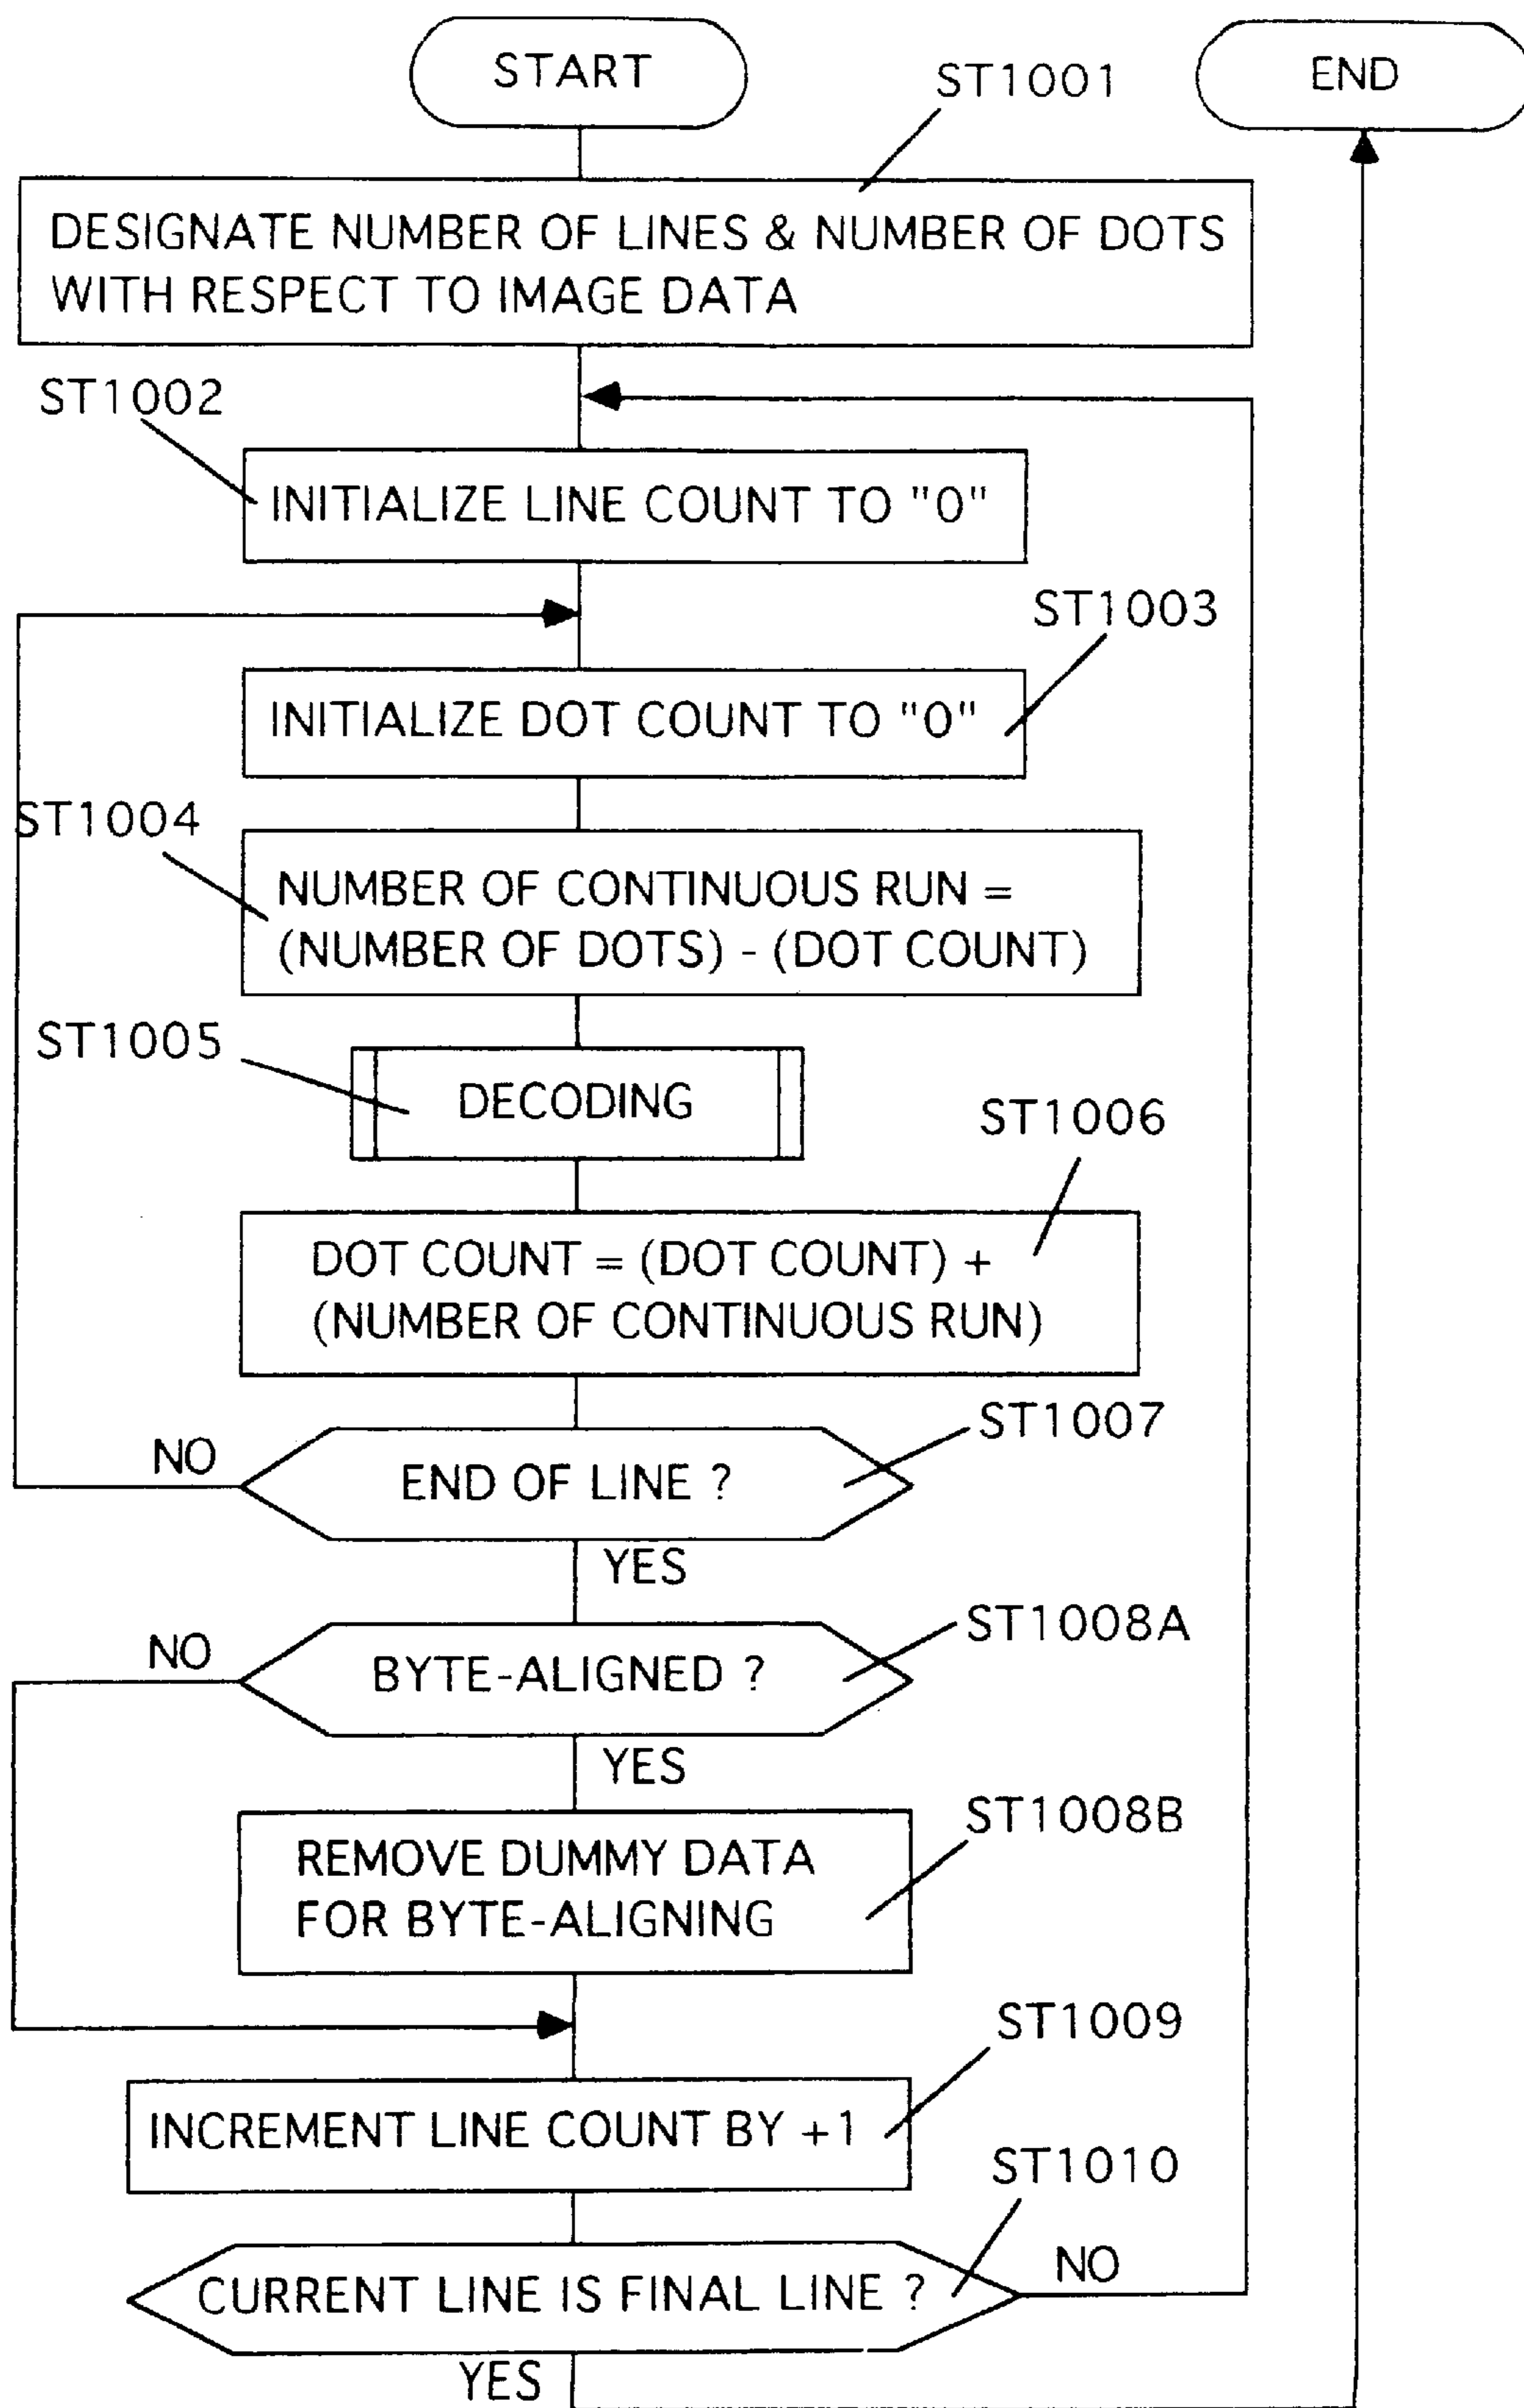 START
END
ST1001
DESIGNATE NUMBER OF LINES & NUMBER OF DOTS
WITH RESPECT TO IMAGE DATA
ST1002
INITIALIZE LINE COUNT TO "0"
ST1003
INITIALIZE DOT COUNT TO "0"
ST1004
NUMBER OF CONTINUOUS RUN =
(NUMBER OF DOTS) - (DOT COUNT)
ST1005
DECODING
ST1006
DOT COUNT = (DOT COUNT) +
(NUMBER OF CONTINUOUS RUN)
ST1007
NO
END OF LINE ?
YES
ST1008A
NO
BYTE-ALIGNED ?
YES
ST1008B
REMOVE DUMMY DATA
FOR BYTE-ALIGNING
ST1009
INCREMENT LINE COUNT BY +1
ST1010
NO
CURRENT LINE IS FINAL LINE ?
YES